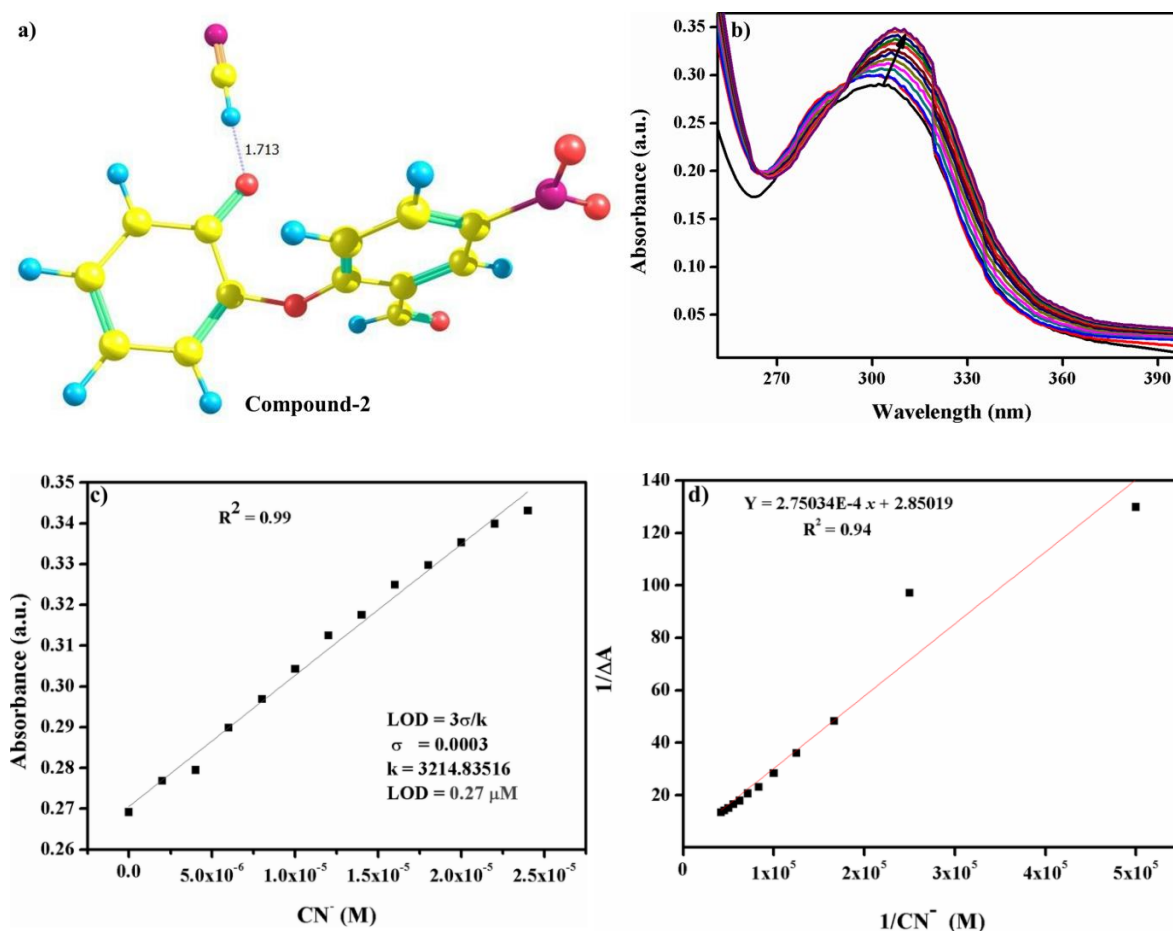 a)
1.713
Compound-2
b)
Absorbance (a.u.)
0.35
0.30
0.25
0.20
0.15
0.10
0.05
270 300 330 360 390
Wavelength (nm)
c)
R² = 0.99
Absorbance (a.u.)
0.35
0.34
0.33
0.32
0.31
0.30
0.29
0.28
0.27
0.26
LOD = 3σ/k
σ = 0.0003
k = 3214.83516
LOD = 0.27 μM
0.0 5.0x10⁻⁶ 1.0x10⁻⁵ 1.5x10⁻⁵ 2.0x10⁻⁵ 2.5x10⁻⁵
CN⁻ (M)
d)
Y = 2.75034E-4 x + 2.85019
R² = 0.94
1/ΔA
140
120
100
80
60
40
20
0 1x10⁵ 2x10⁵ 3x10⁵ 4x10⁵ 5x10⁵
1/CN⁻ (M)